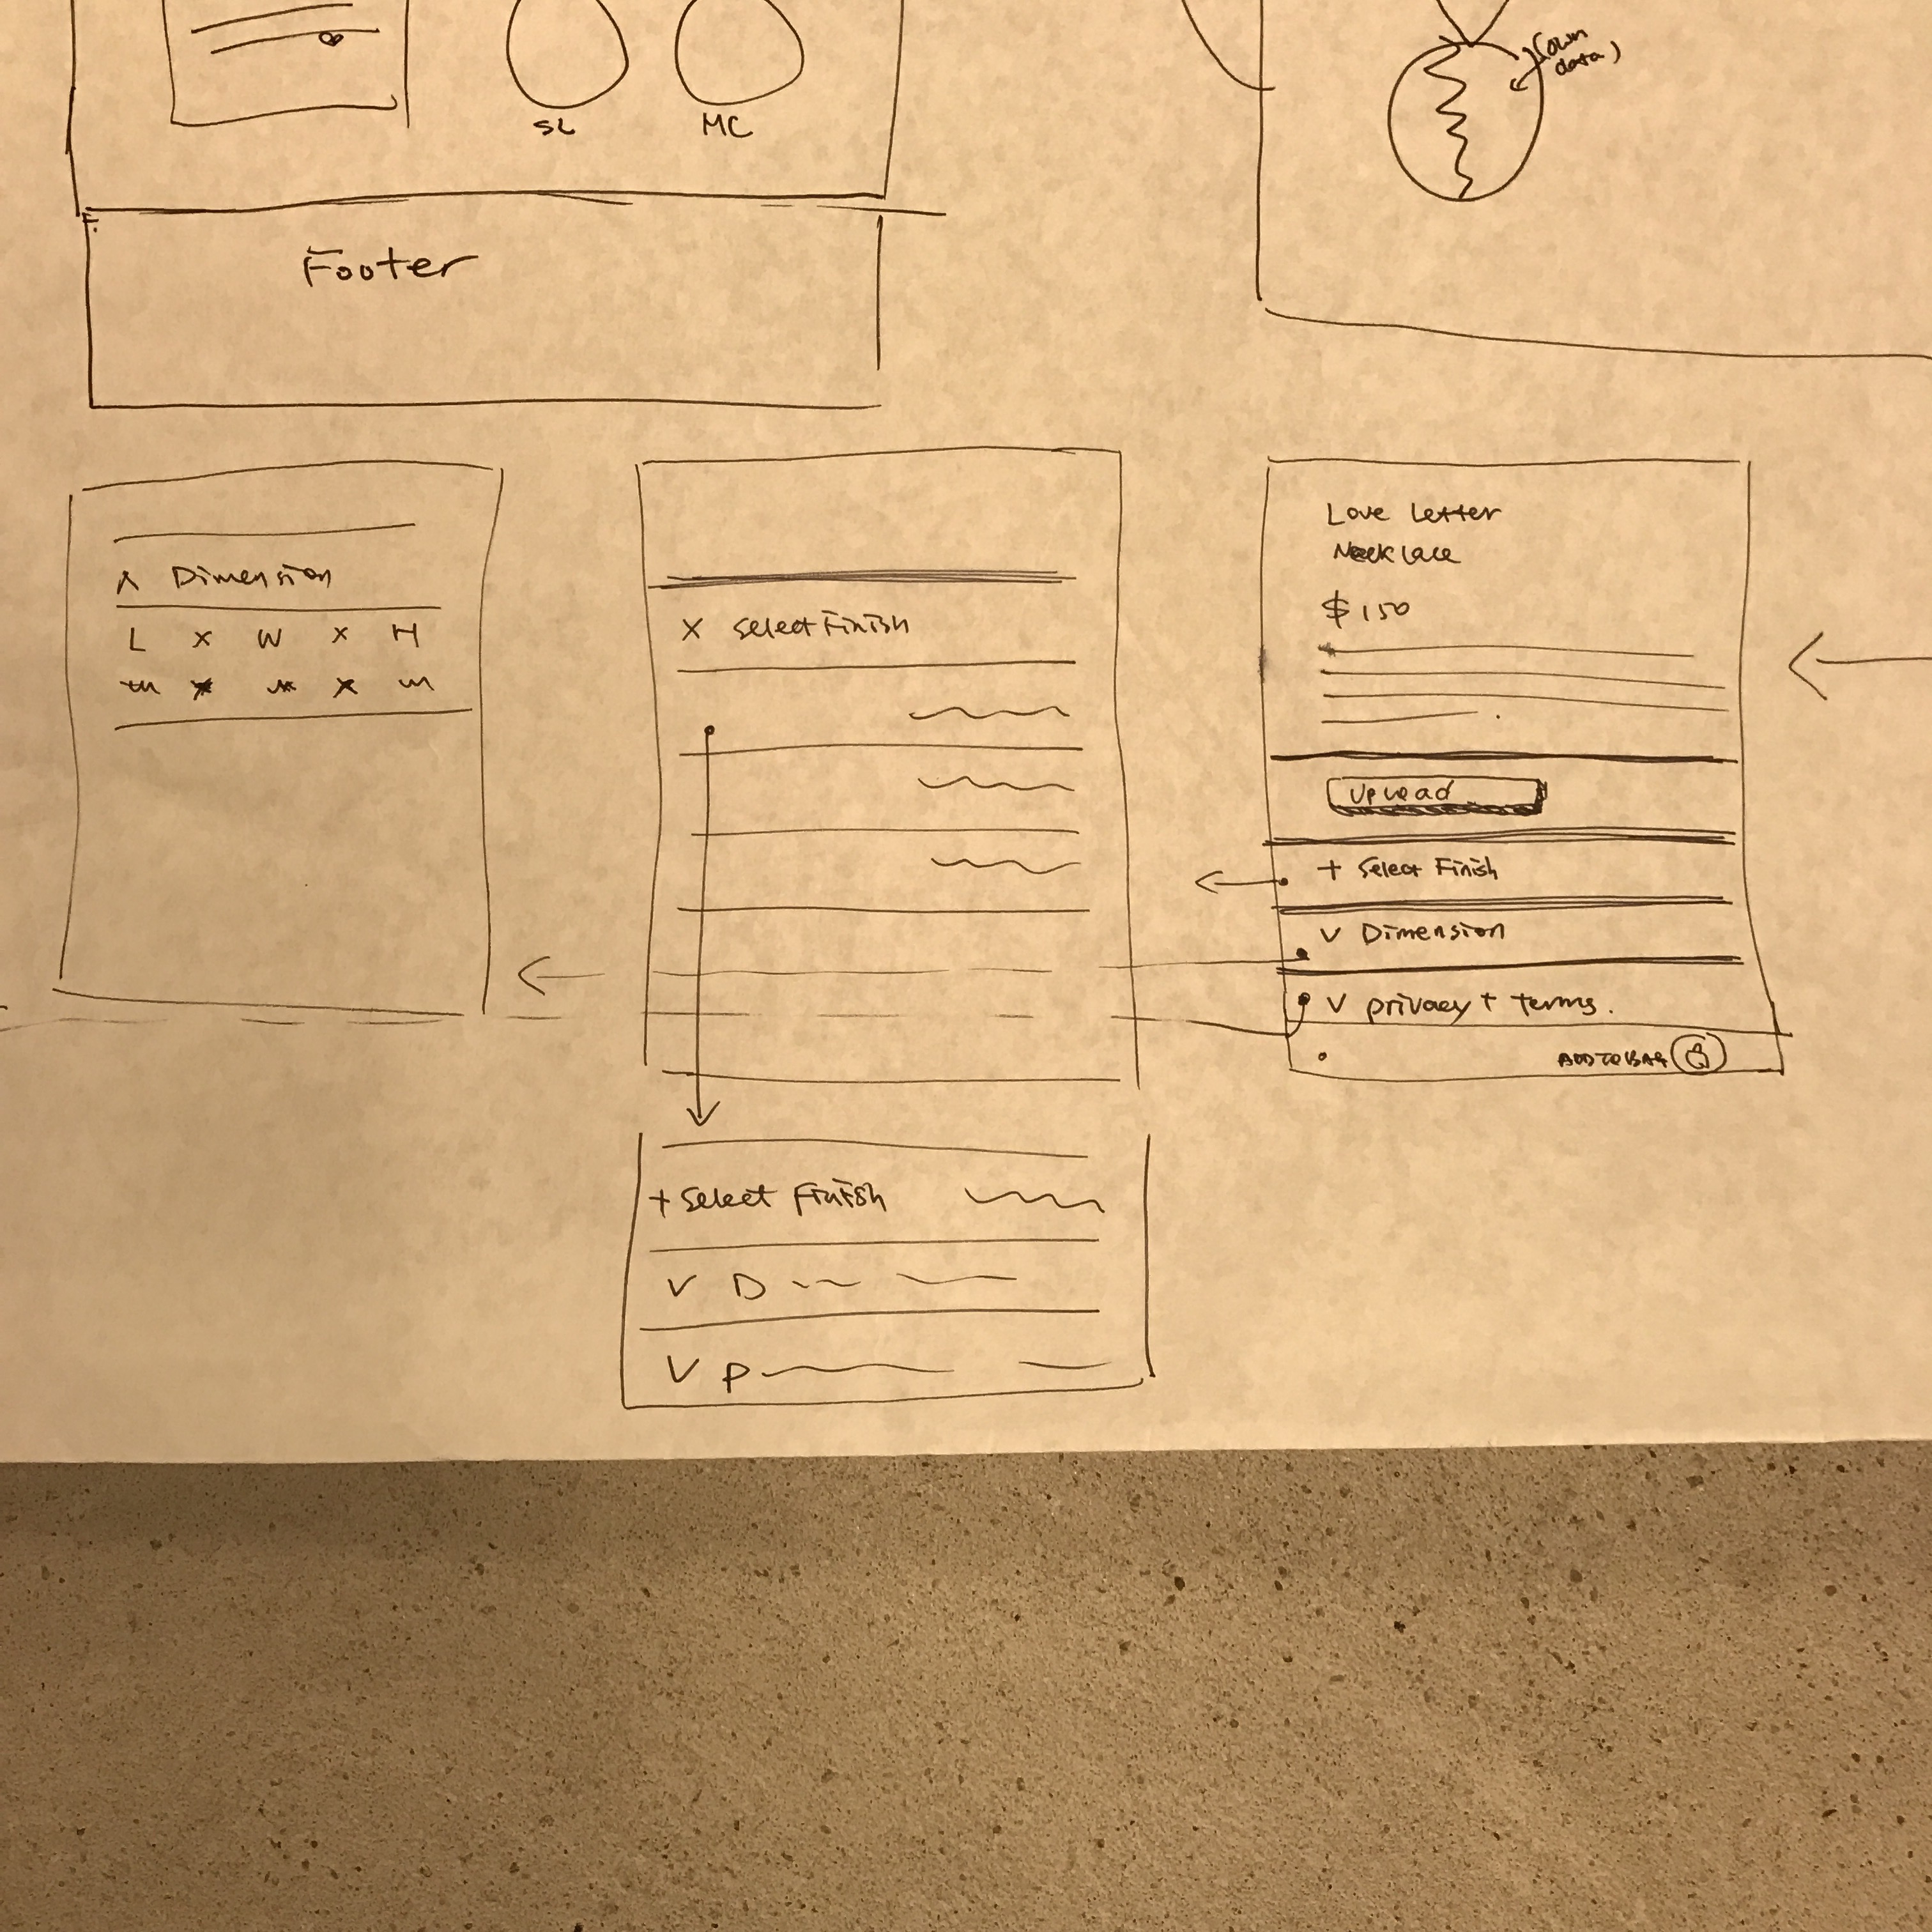 SL
MC
(own
data)
Footer
∧ Dimension
L x W x H
X Select Finish
Love Letter
Necklace
$150
Upload
+ Select Finish
V Dimension
V privacy + terms.
ADD TO BAG
+ Select Finish
V D
V P